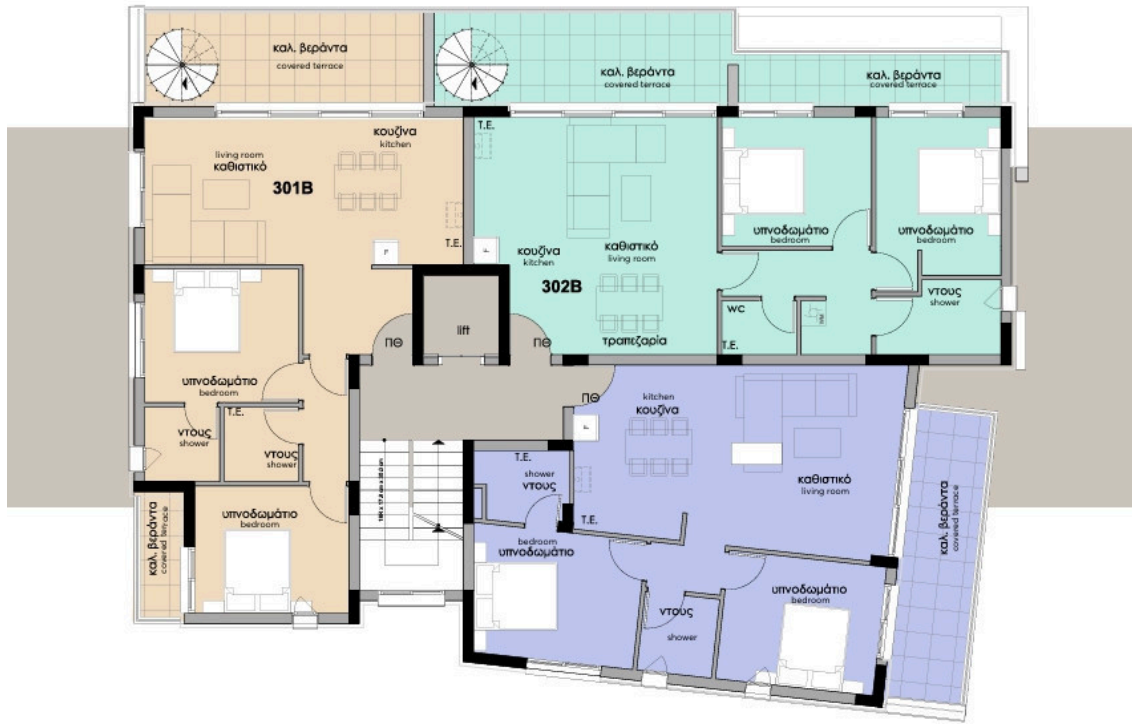 καλ. βεράντα
covered terrace
καλ. βεράντα
covered terrace
καλ. βεράντα
covered terrace
living room
καθιστικό
301B
κουζίνα
kitchen
T.E.
F
T.E.
κουζίνα
kitchen
302B
F
καθιστικό
living room
τραπεζαρία
υπνοδωμάτιο
bedroom
υπνοδωμάτιο
bedroom
wc
T.E.
ντους
shower
ΠΘ
lift
ΠΘ
υπνοδωμάτιο
bedroom
T.E.
ντους
shower
ντους
shower
υπνοδωμάτιο
bedroom
καλ. βεράντα
covered terrace
ΠΘ
kitchen
κουζίνα
F
καθιστικό
living room
T.E.
shower
ντους
T.E.
bedroom
υπνοδωμάτιο
ντους
shower
υπνοδωμάτιο
bedroom
καλ. βεράντα
covered terrace